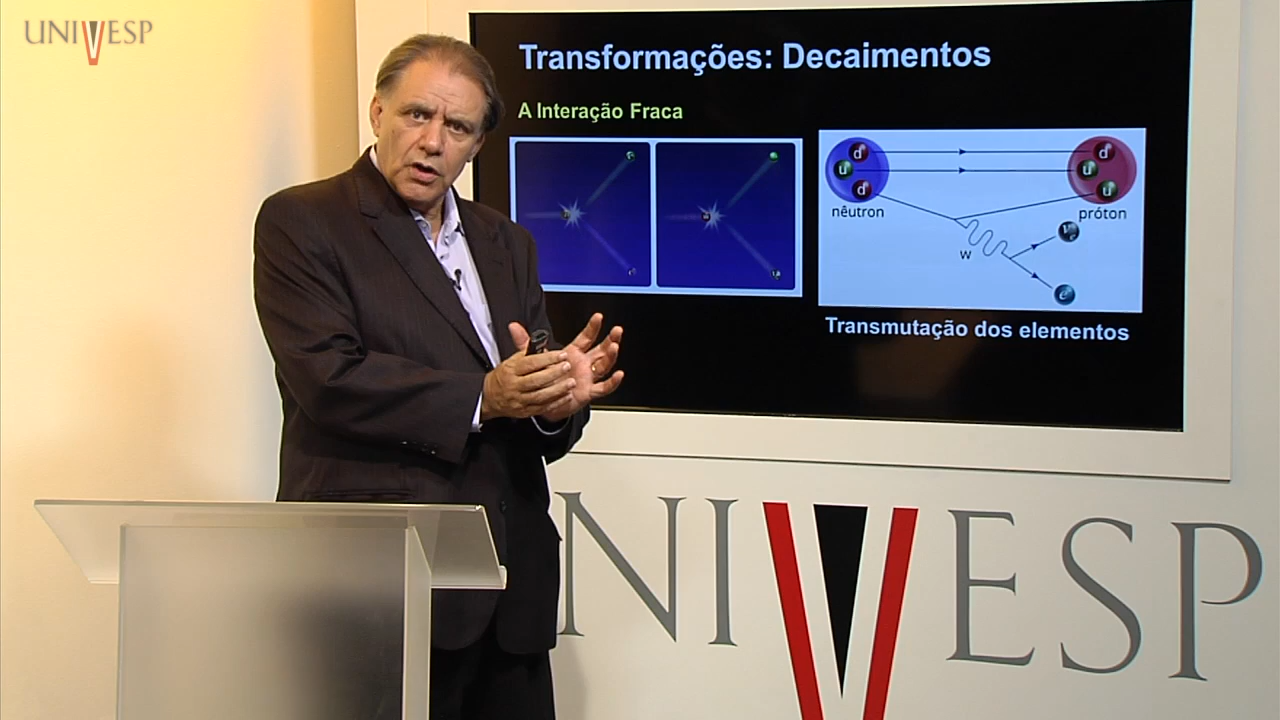 UNIVESP
Transformações: Decaimentos
A Interação Fraca
d
u
d
nêutron
d
u
u
próton
W
Transmutação dos elementos
UNIVESP